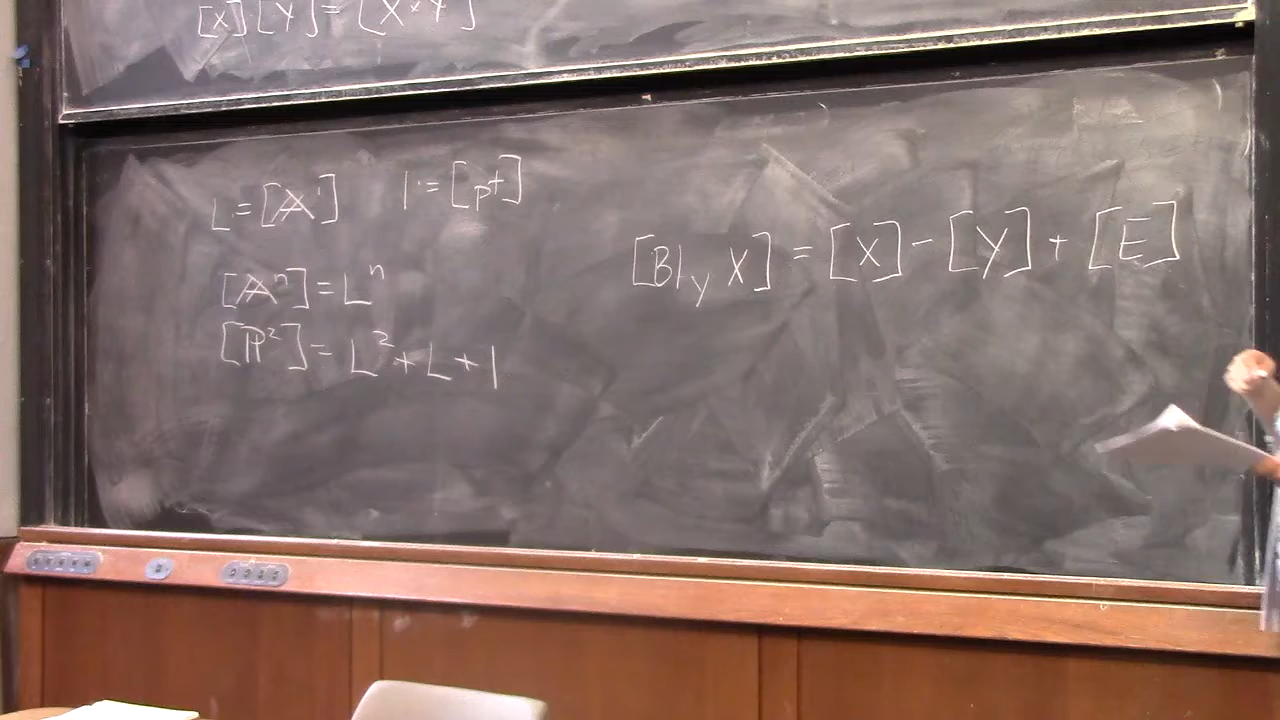 [X][Y] = [X×Y]
L := [𝔸¹] 1 := [pt]
[𝔸ⁿ] = Lⁿ
[ℙ²] = L² + L + 1
[Bl_Y X] = [X] - [Y] + [E]